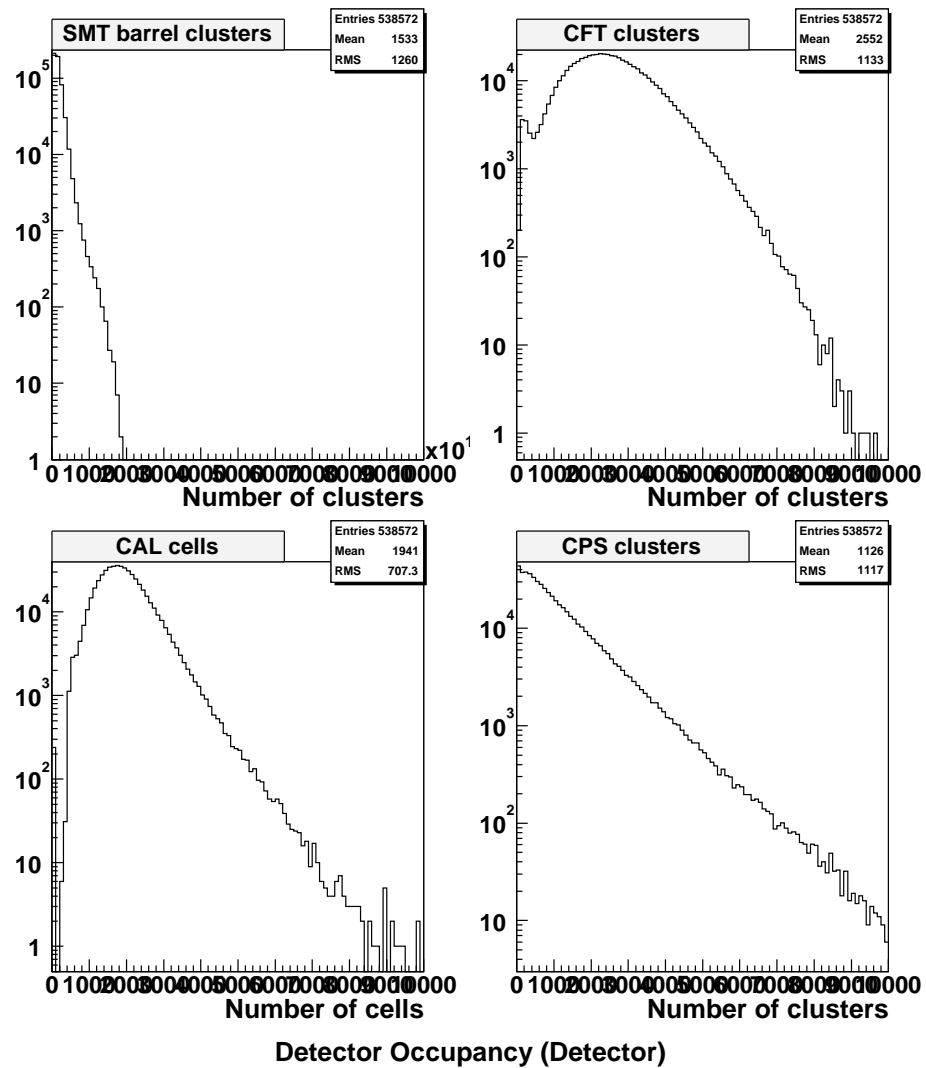 SMT barrel clusters
Entries 538572
Mean 1533
RMS 1260
10^5
10^4
10^3
10^2
10
1
0 1000 2000 3000 4000 5000 6000 7000 8000 9000 10000
x10^1
Number of clusters
CFT clusters
Entries 538572
Mean 2552
RMS 1133
10^4
10^3
10^2
10
1
0 1000 2000 3000 4000 5000 6000 7000 8000 9000 10000
Number of clusters
CAL cells
Entries 538572
Mean 1941
RMS 707.3
10^4
10^3
10^2
10
1
0 1000 2000 3000 4000 5000 6000 7000 8000 9000 10000
Number of cells
CPS clusters
Entries 538572
Mean 1126
RMS 1117
10^4
10^3
10^2
10
0 1000 2000 3000 4000 5000 6000 7000 8000 9000 10000
Number of clusters
Detector Occupancy (Detector)